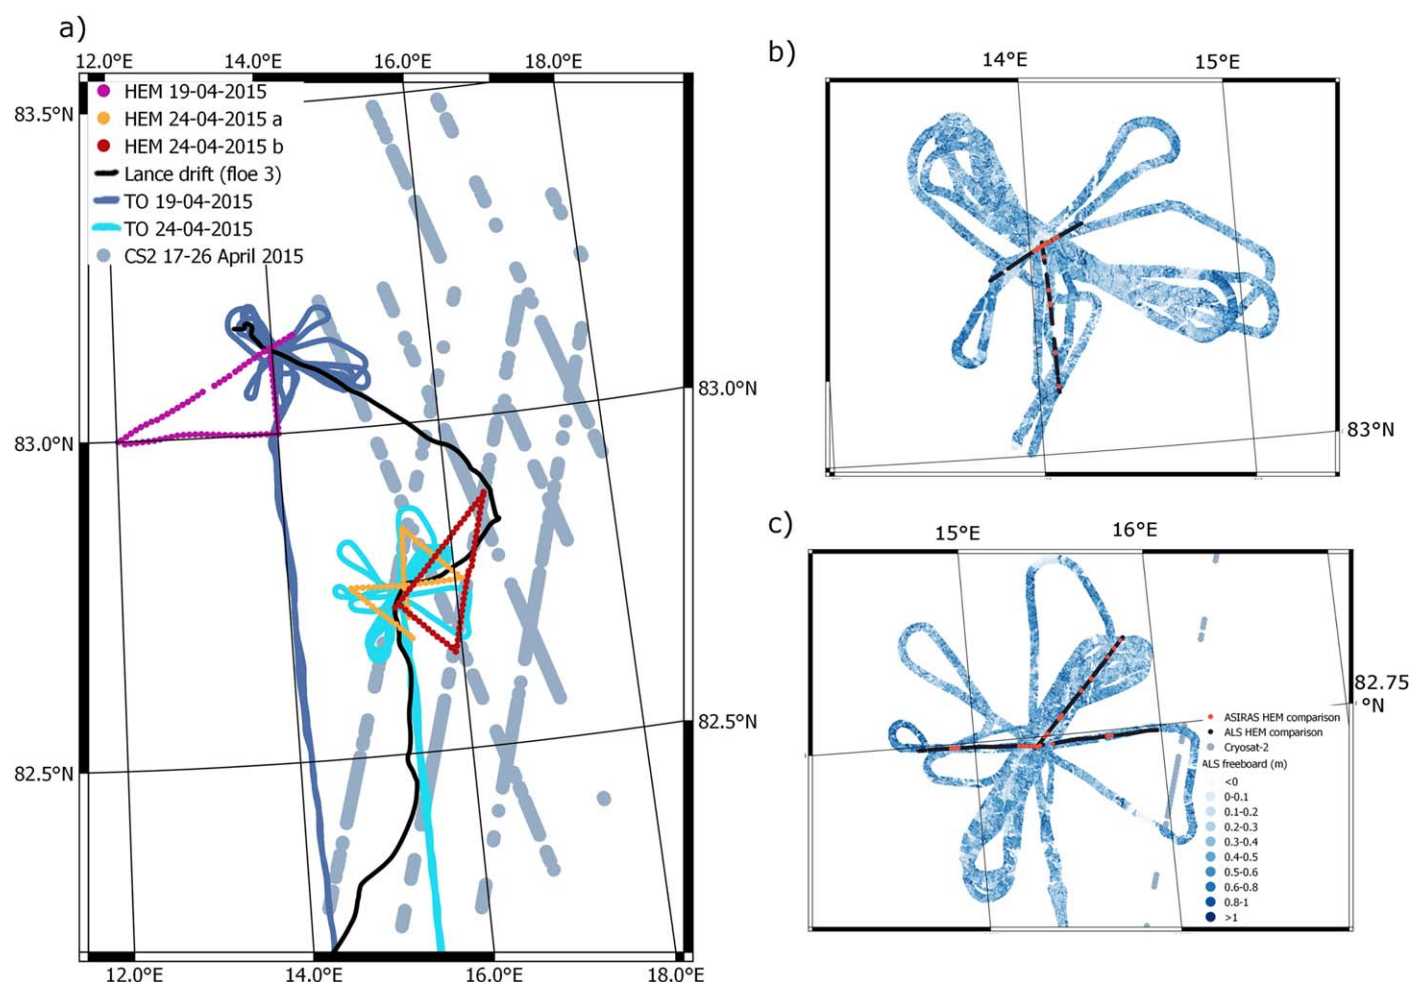 a)
12.0°E 14.0°E 16.0°E 18.0°E
83.5°N
HEM 19-04-2015
HEM 24-04-2015 a
HEM 24-04-2015 b
Lance drift (floe 3)
TO 19-04-2015
TO 24-04-2015
CS2 17-26 April 2015
83.0°N
83.0°N
82.5°N
82.5°N
12.0°E 14.0°E 16.0°E 18.0°E
b)
14°E 15°E
83°N
c)
15°E 16°E
82.75
°N
ASIRAS HEM comparison
ALS HEM comparison
Cryosat-2
ALS freeboard (m)
<0
0-0.1
0.1-0.2
0.2-0.3
0.3-0.4
0.4-0.5
0.5-0.6
0.6-0.8
0.8-1
>1